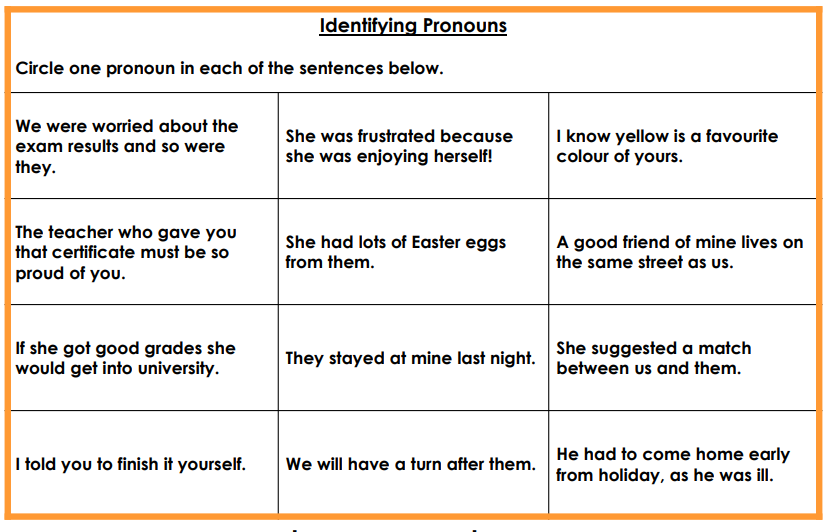 Identifying Pronouns
Circle one pronoun in each of the sentences below.
We were worried about the
exam results and so were
they.
She was frustrated because
she was enjoying herself!
I know yellow is a favourite
colour of yours.
The teacher who gave you
that certificate must be so
proud of you.
She had lots of Easter eggs
from them.
A good friend of mine lives on
the same street as us.
If she got good grades she
would get into university.
They stayed at mine last night.
She suggested a match
between us and them.
I told you to finish it yourself.
We will have a turn after them.
He had to come home early
from holiday, as he was ill.